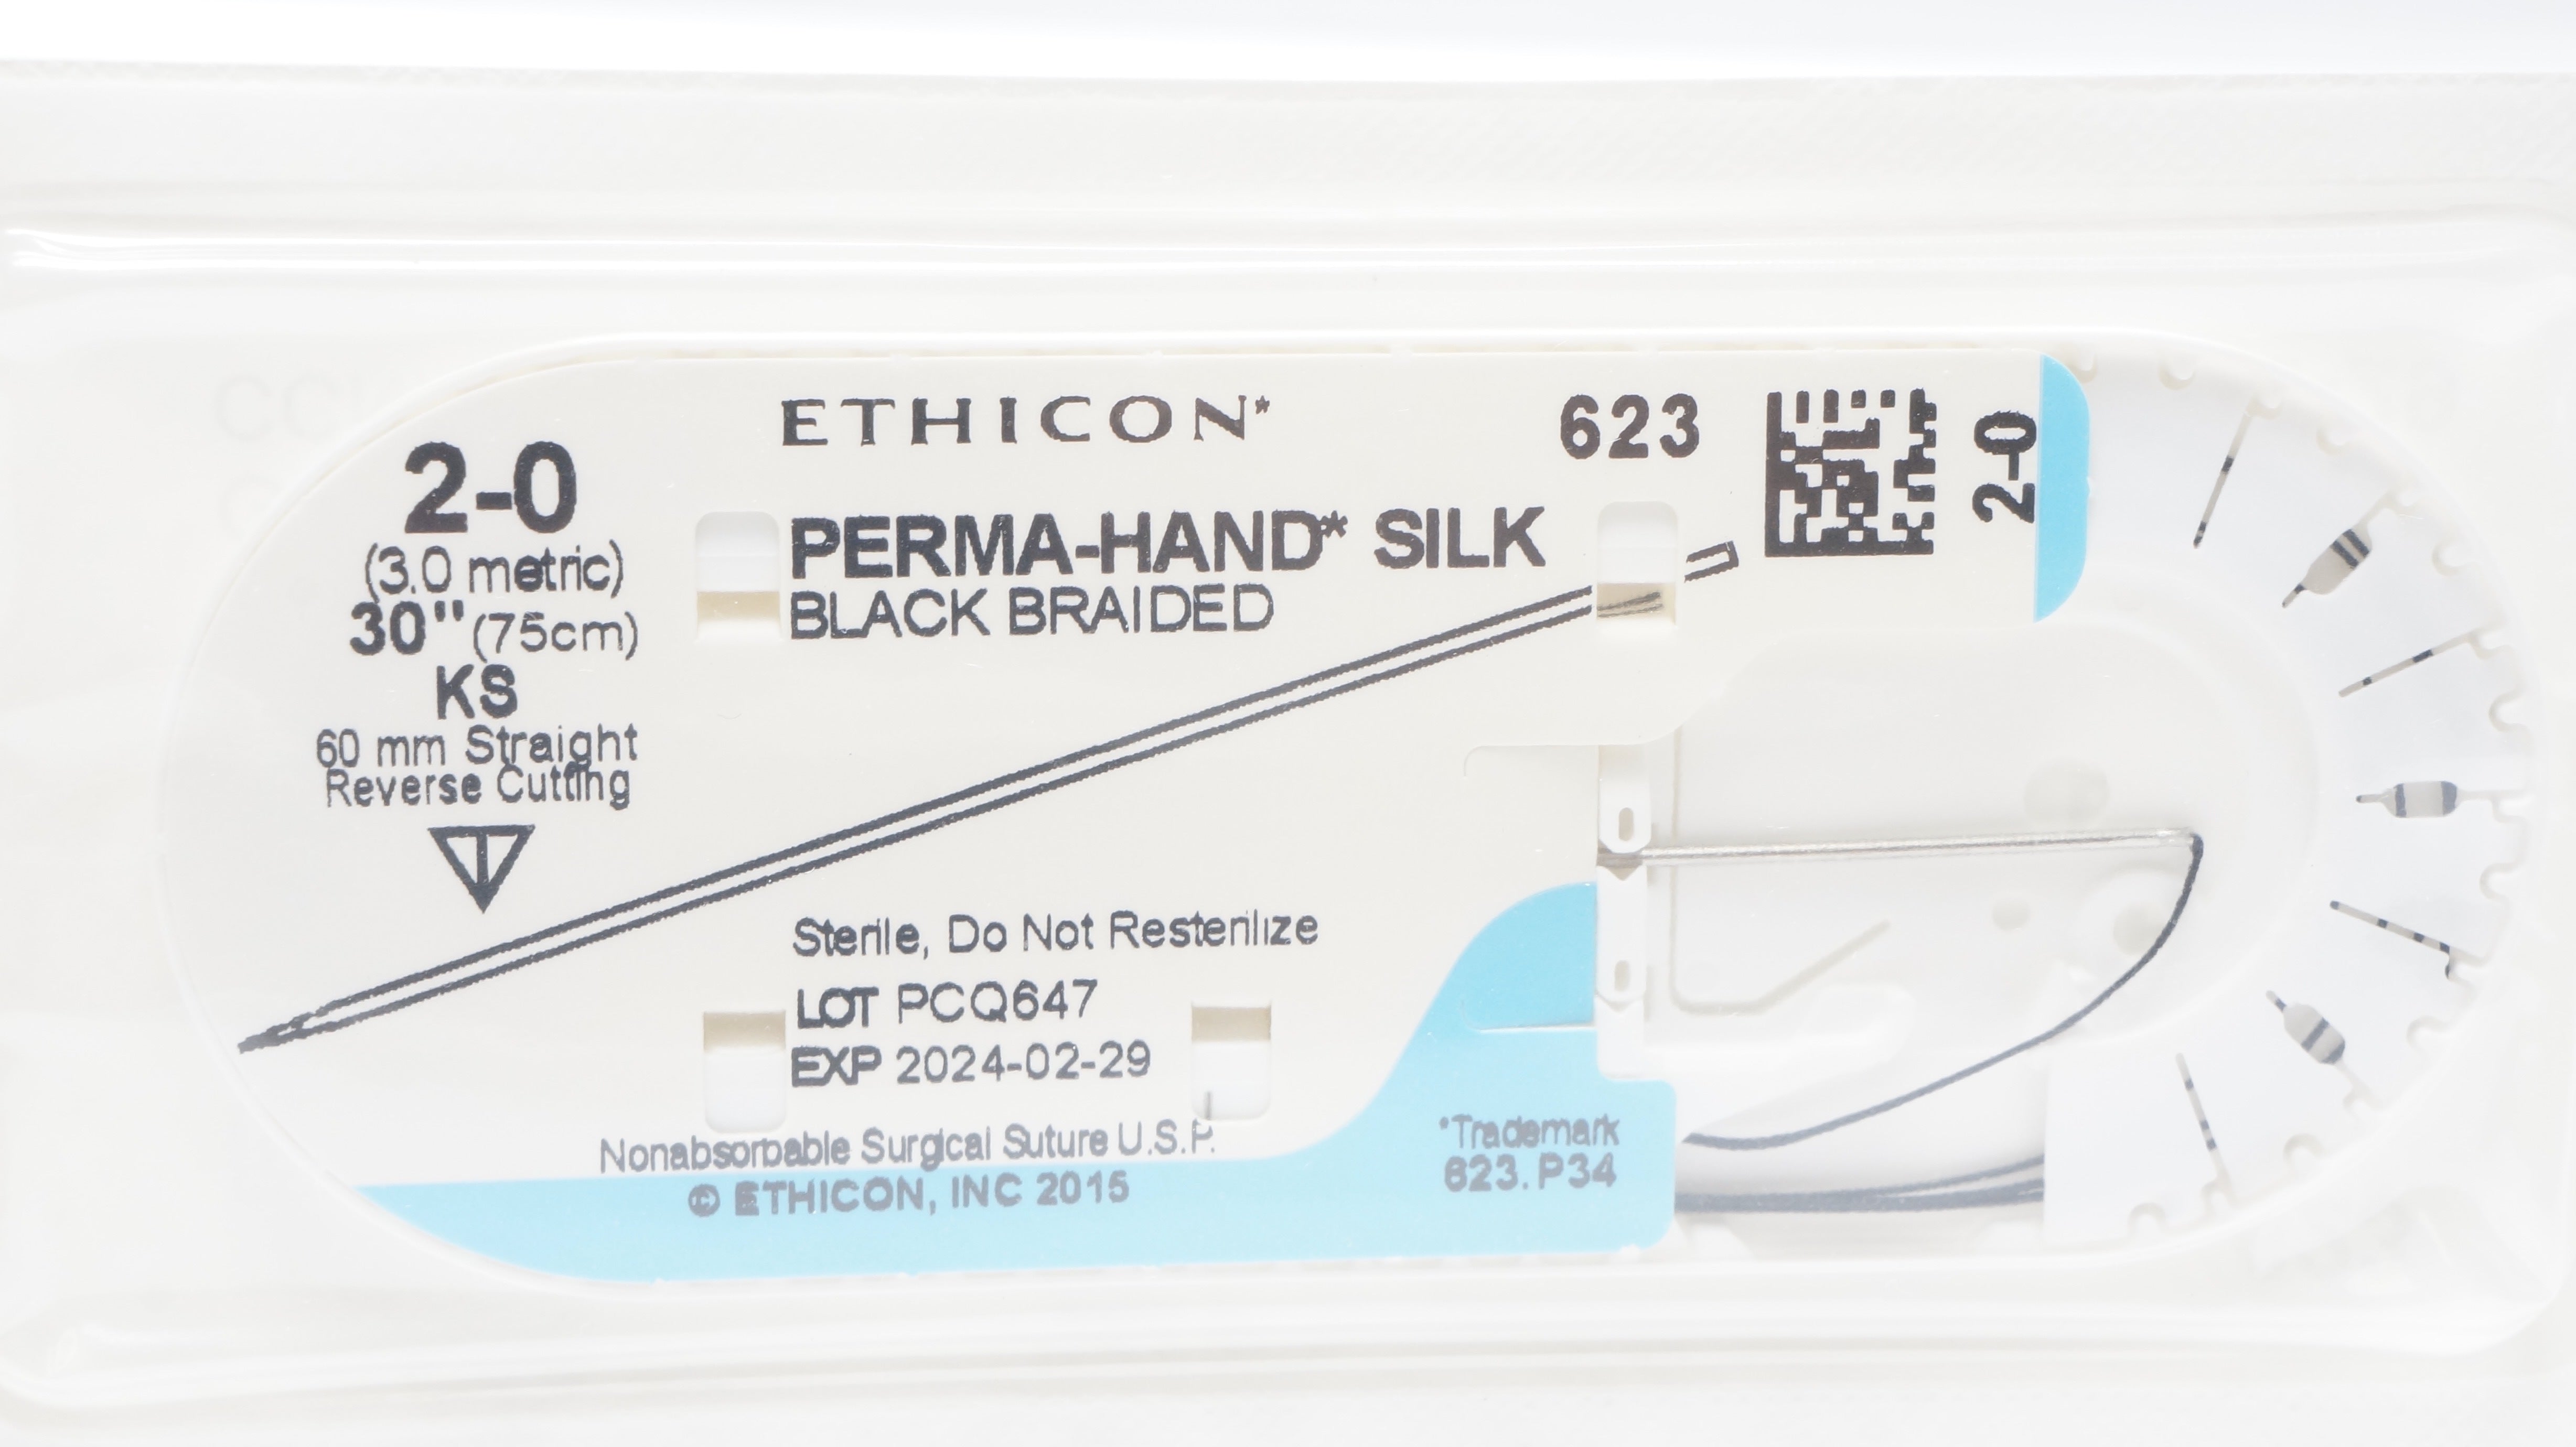 ETHICON*
623
2-0
2-0
(3.0 metric)
30" (75cm)
KS
60 mm Straight
Reverse Cutting
PERMA-HAND* SILK
BLACK BRAIDED
Sterile, Do Not Resterilize
LOT PCQ647
EXP 2024-02-29
Nonabsorbable Surgical Suture U.S.P.
© ETHICON, INC 2015
*Trademark
623.P34